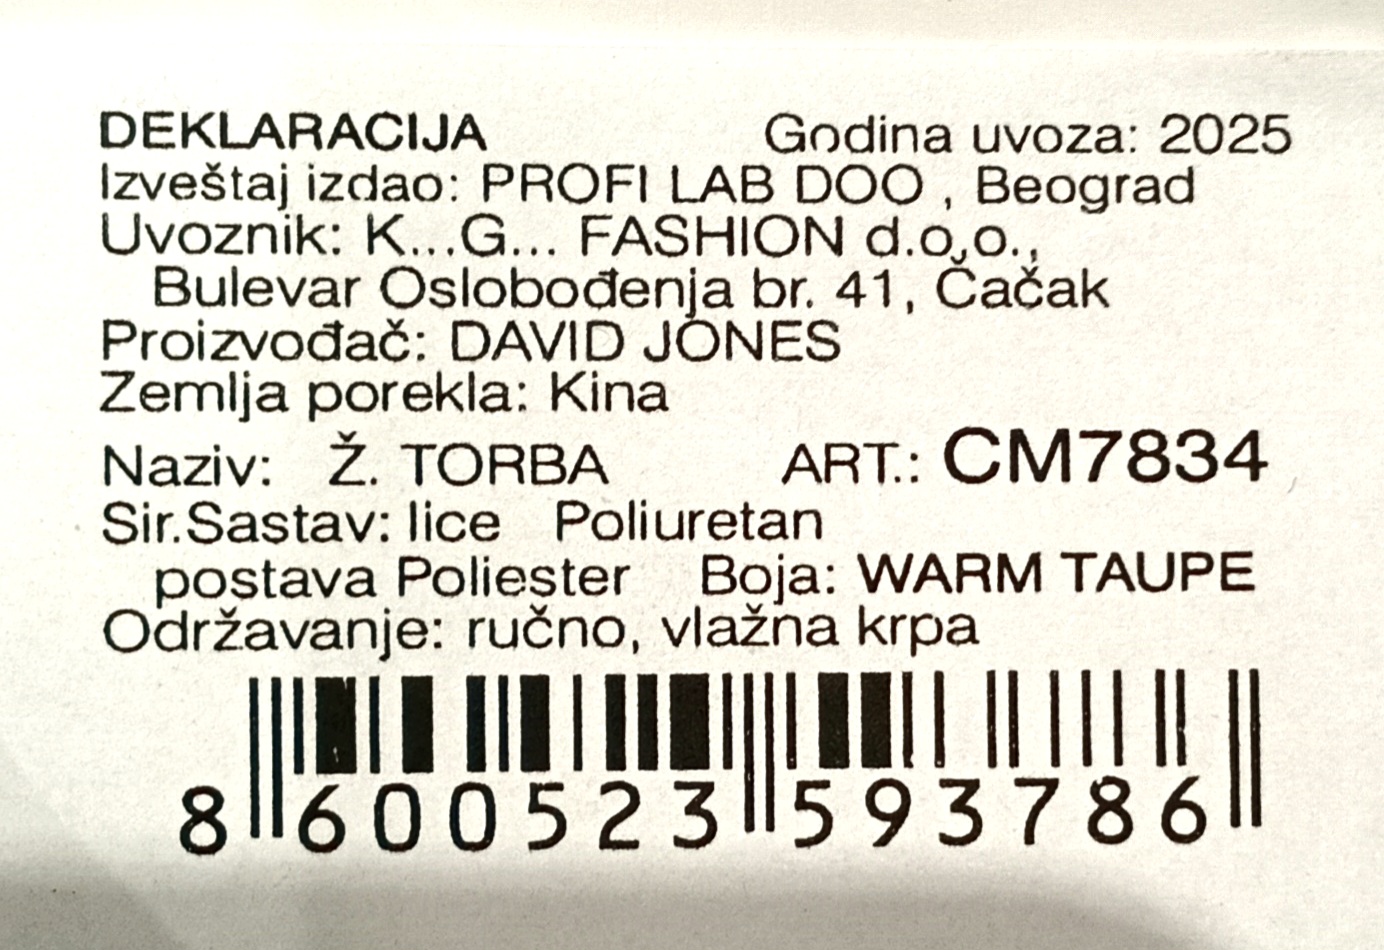 DEKLARACIJA Godina uvoza: 2025
Izveštaj izdao: PROFI LAB DOO , Beograd
Uvoznik: K...G... FASHION d.o.o.,
Bulevar Oslobođenja br. 41, Čačak
Proizvođač: DAVID JONES
Zemlja porekla: Kina
Naziv: Ž. TORBA ART.: CM7834
Sir.Sastav: lice Poliuretan
postava Poliester Boja: WARM TAUPE
Održavanje: ručno, vlažna krpa
8 600523 593786